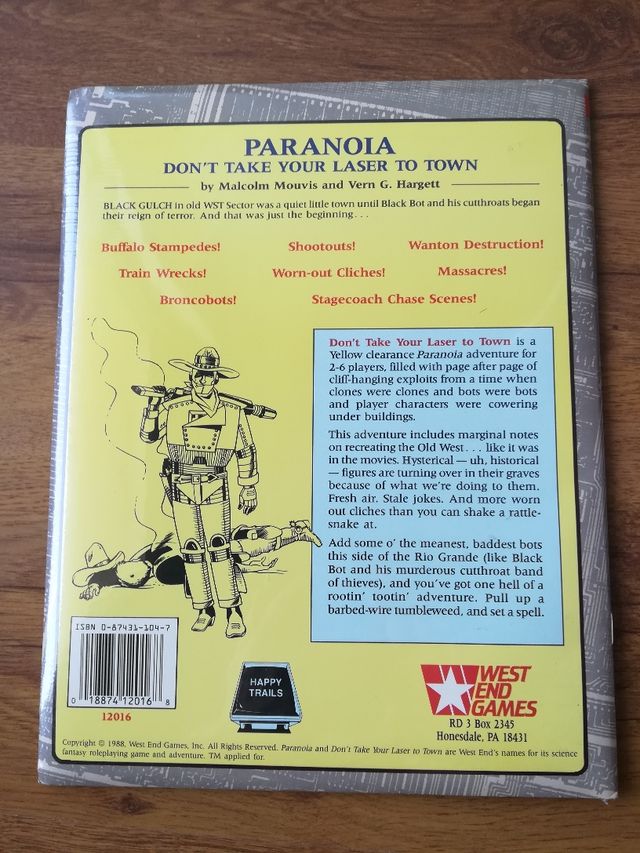 PARANOIA
DON'T TAKE YOUR LASER TO TOWN
by Malcolm Mouvis and Vern G. Hargett
BLACK GULCH in old WST Sector was a quiet little town until Black Bot and his cutthroats began
their reign of terror. And that was just the beginning...
Buffalo Stampedes! Shootouts! Wanton Destruction!
Train Wrecks! Worn-out Cliches! Massacres!
Broncobots! Stagecoach Chase Scenes!
Don't Take Your Laser to Town is a
Yellow clearance Paranoia adventure for
2-6 players, filled with page after page of
cliff-hanging exploits from a time when
clones were clones and bots were bots
and player characters were cowering
under buildings.
This adventure includes marginal notes
on recreating the Old West... like it was
in the movies. Hysterical — uh, historical
— figures are turning over in their graves
because of what we're doing to them.
Fresh air. Stale jokes. And more worn
out cliches than you can shake a rattle-
snake at.
Add some o' the meanest, baddest bots
this side of the Rio Grande (like Black
Bot and his murderous cutthroat band
of thieves), and you've got one hell of a
rootin' tootin' adventure. Pull up a
barbed-wire tumbleweed, and set a spell.
ISBN 0-87431-104-7
0 18874 12016 8
12016
HAPPY
TRAILS
WEST
END
GAMES
RD 3 Box 2345
Honesdale, PA 18431
Copyright © 1988, West End Games, Inc. All Rights Reserved. Paranoia and Don't Take Your Laser to Town are West End's names for its science
fantasy roleplaying game and adventure. TM applied for.